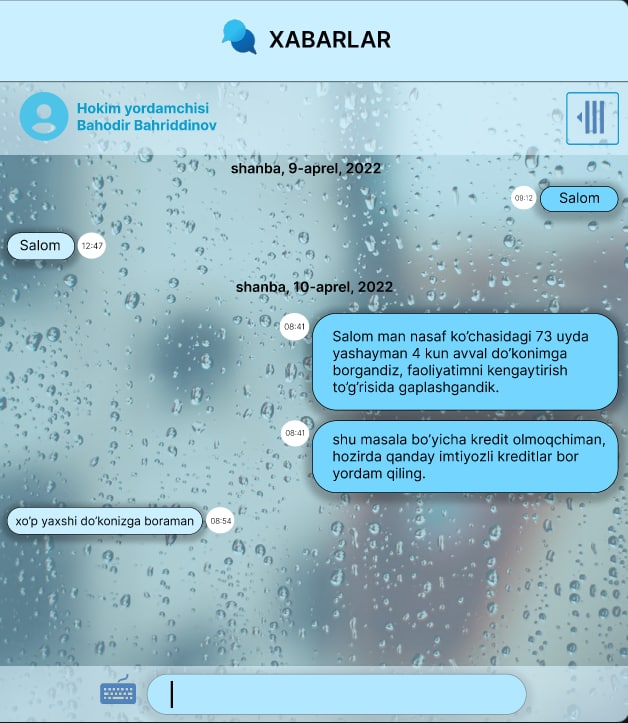 XABARLAR
Hokim yordamchisi
Bahodir Bahriddinov
shanba, 9-aprel, 2022
09:12
Salom
Salom
12:47
shanba, 10-aprel, 2022
08:41
Salom man nasaf ko‘chasidagi 73 uyda
yashayman 4 kun avval do‘konimga
borgandiz, faoliyatimni kengaytirish
to‘g‘risida gaplashgandik.
08:41
shu masala bo‘yicha kredit olmoqchiman,
hozirda qanday imtiyozli kreditlar bor
yordam qiling.
xo‘p yaxshi do‘konizga boraman
08:54